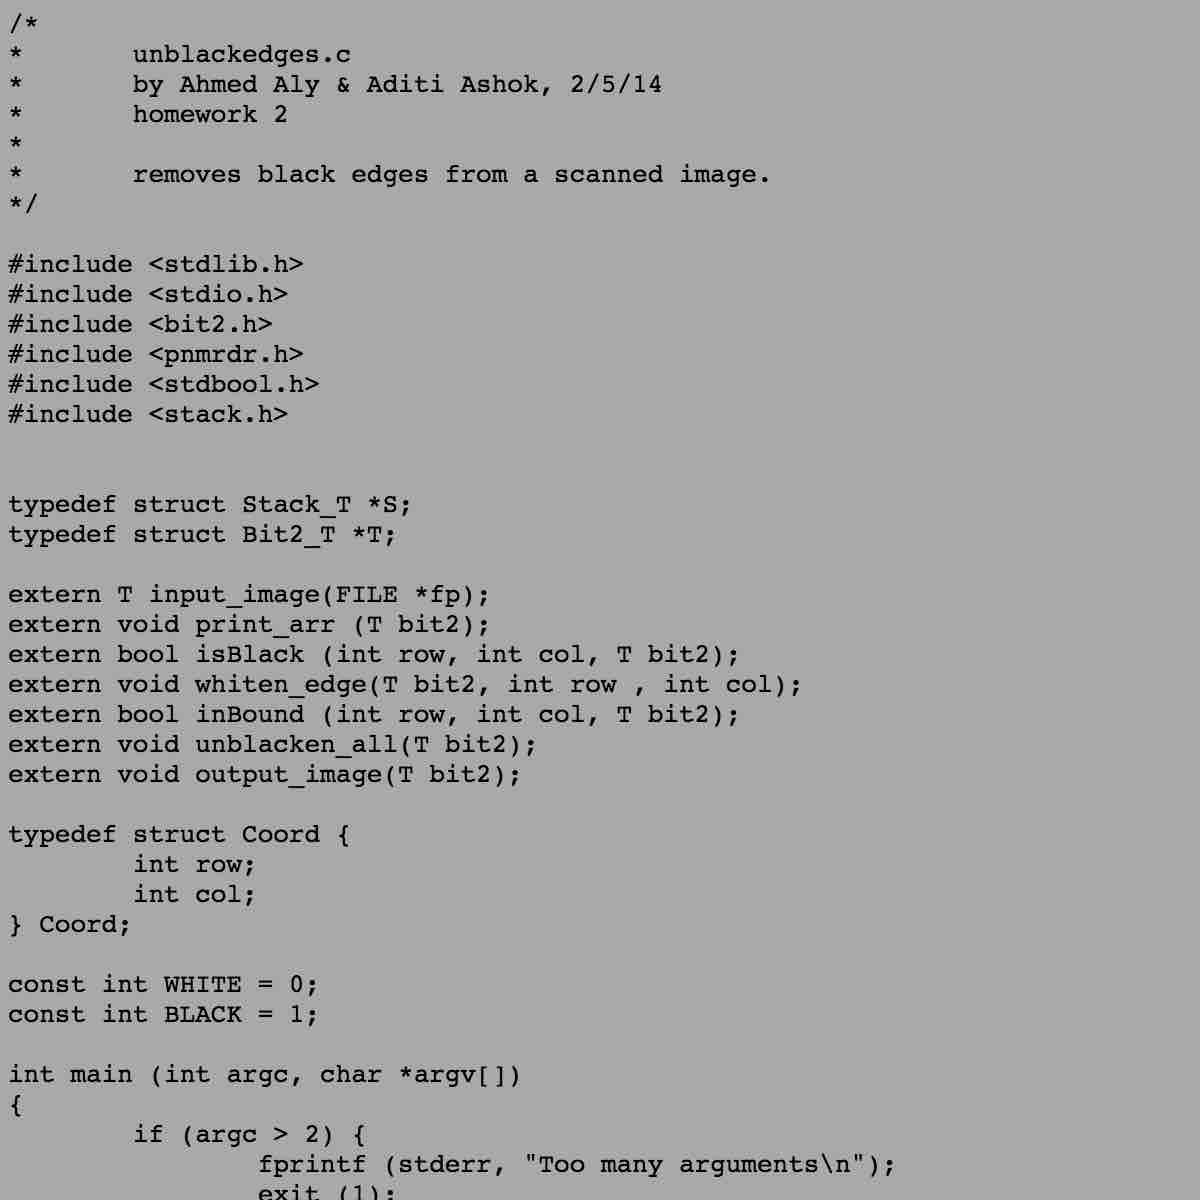 /*
*       unblackedges.c
*       by Ahmed Aly & Aditi Ashok, 2/5/14
*       homework 2
*
*       removes black edges from a scanned image.
*/

#include <stdlib.h>
#include <stdio.h>
#include <bit2.h>
#include <pnmrdr.h>
#include <stdbool.h>
#include <stack.h>


typedef struct Stack_T *S;
typedef struct Bit2_T *T;

extern T input_image(FILE *fp);
extern void print_arr (T bit2);
extern bool isBlack (int row, int col, T bit2);
extern void whiten_edge(T bit2, int row , int col);
extern bool inBound (int row, int col, T bit2);
extern void unblacken_all(T bit2);
extern void output_image(T bit2);

typedef struct Coord {
        int row;
        int col;
} Coord;

const int WHITE = 0;
const int BLACK = 1;

int main (int argc, char *argv[])
{
        if (argc > 2) {
                fprintf (stderr, "Too many arguments\n");
                exit (1);